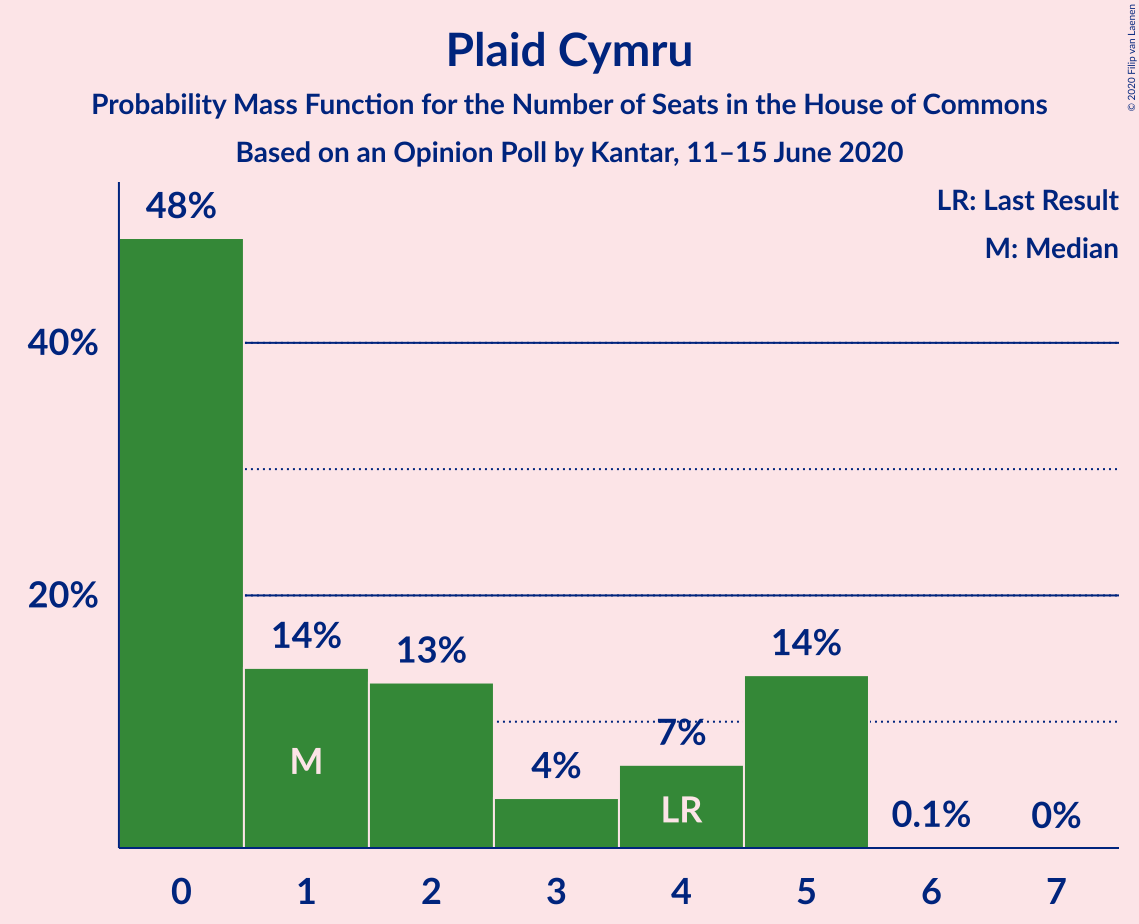 Plaid Cymru
Probability Mass Function for the Number of Seats in the House of Commons
Based on an Opinion Poll by Kantar, 11–15 June 2020
© 2020 Filip van Laenen
LR: Last Result
M: Median
48%
40%
20%
14%
13%
14%
7%
4%
M
LR
0.1%
0%
0
1
2
3
4
5
6
7